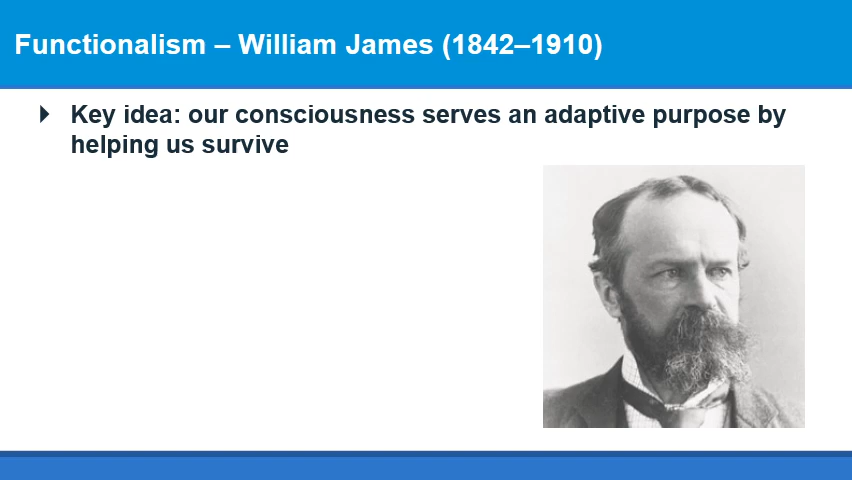 Functionalism – William James (1842–1910)
Key idea: our consciousness serves an adaptive purpose by
helping us survive